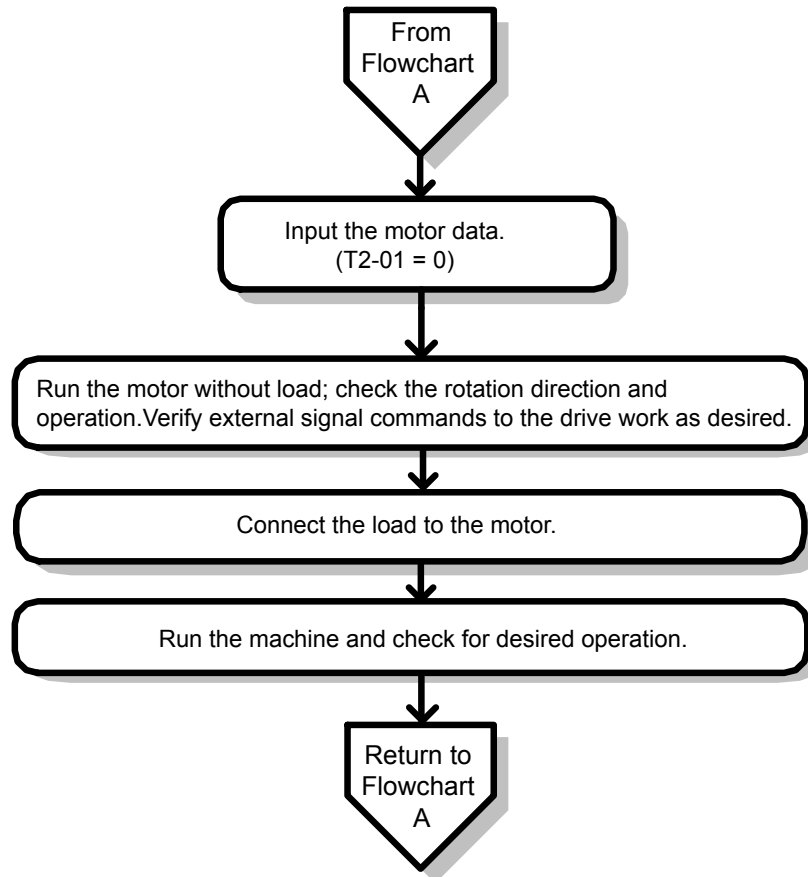 From
Flowchart
A
Input the motor data.
(T2-01 = 0)
Run the motor without load; check the rotation direction and
operation.Verify external signal commands to the drive work as desired.
Connect the load to the motor.
Run the machine and check for desired operation.
Return to
Flowchart
A